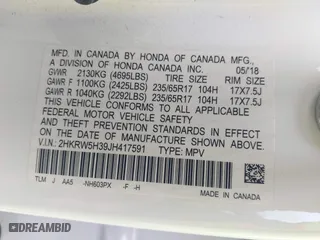 MFD. IN CANADA BY HONDA OF CANADA MFG.,
A DIVISION OF HONDA CANADA INC. 05/18
GVWR 2130KG (4695LBS) TIRE SIZE RIM SIZE
GAWR F 1100KG (2425LBS) 235/65R17 104H 17X7.5J
GAWR R 1040KG (2292LBS) 235/65R17 104H 17X7.5J
THIS VEHICLE CONFORMS TO ALL APPLICABLE
FEDERAL MOTOR VEHICLE SAFETY
AND THEFT PREVENTION STANDARDS IN EFFECT
ON THE DATE OF MANUFACTURE SHOWN ABOVE.
V.I.N.: 2HKRW5H39JH417591 TYPE: MPV
TLM J AA5 -NH603PX -F -H
CANADA
DEALERSHIP.COM